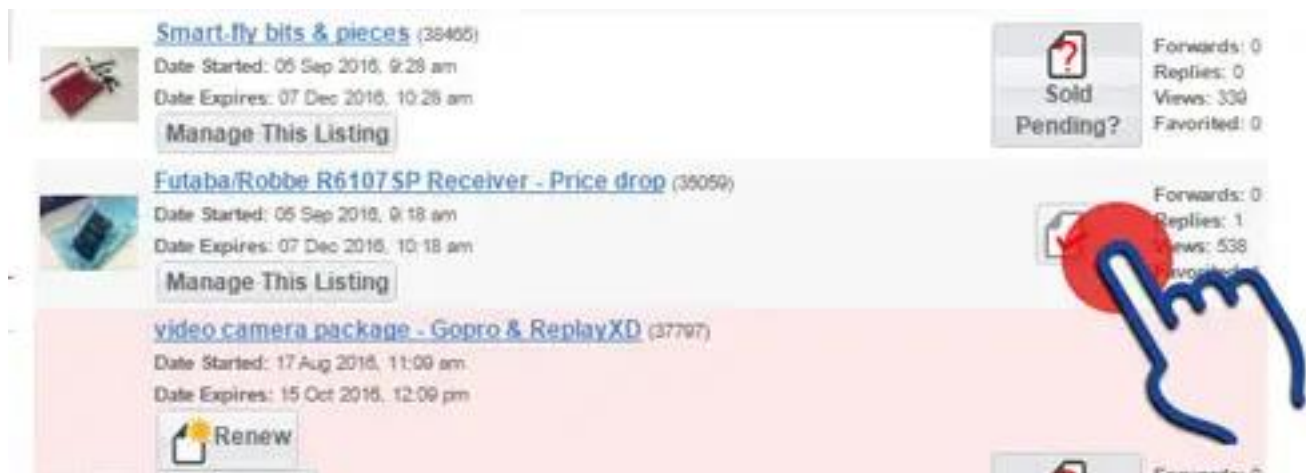 Smart-fly bits & pieces (38465)
Date Started: 05 Sep 2016, 9:28 am
Date Expires: 07 Dec 2016, 10:28 am
Manage This Listing
Sold
Pending?
Forwards: 0
Replies: 0
Views: 339
Favorited: 0
Futaba/Robbe R6107SP Receiver - Price drop (35059)
Date Started: 05 Sep 2016, 9:18 am
Date Expires: 07 Dec 2016, 10:18 am
Manage This Listing
Forwards: 0
Replies: 1
Views: 538
video camera package - Gopro & ReplayXD (37797)
Date Started: 17 Aug 2016, 11:09 am
Date Expires: 15 Oct 2016, 12:09 pm
Renew
Forwards: 0